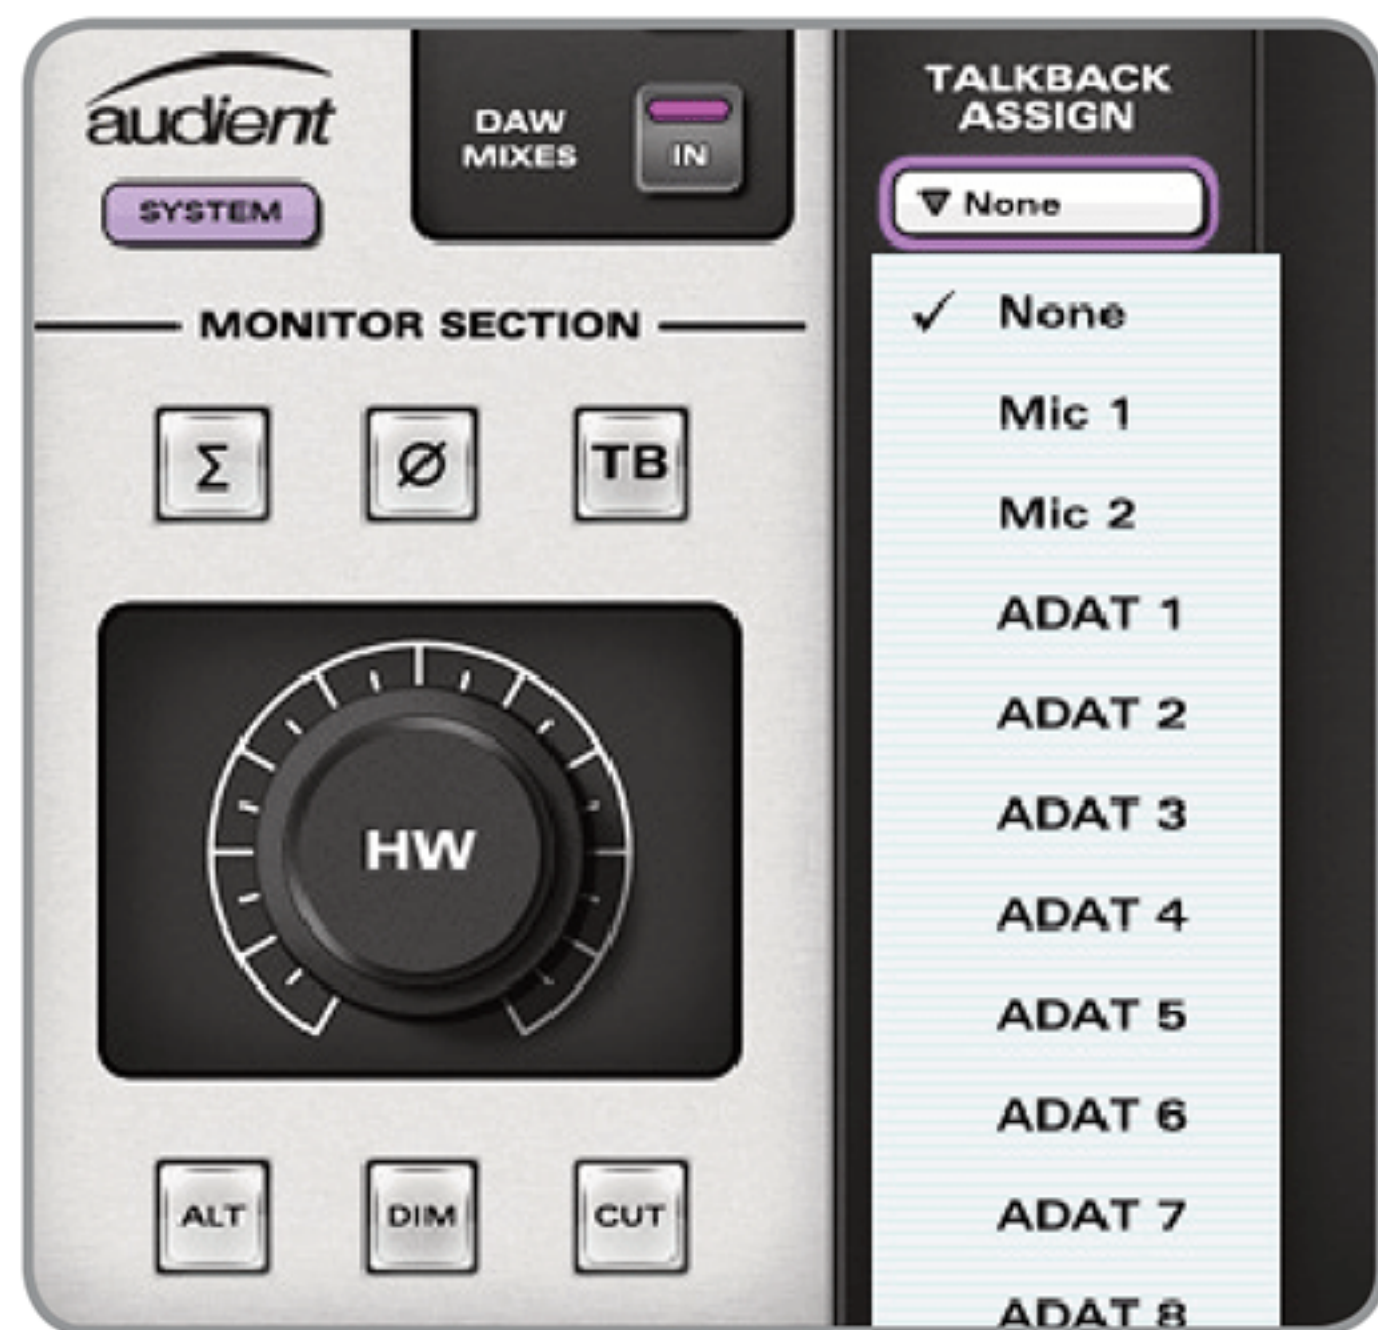 audient
SYSTEM
DAW
MIXES
IN
MONITOR SECTION
Σ
Ø
TB
HW
ALT
DIM
CUT
TALKBACK
ASSIGN
▼ None
✓ None
Mic 1
Mic 2
ADAT 1
ADAT 2
ADAT 3
ADAT 4
ADAT 5
ADAT 6
ADAT 7
ADAT 8